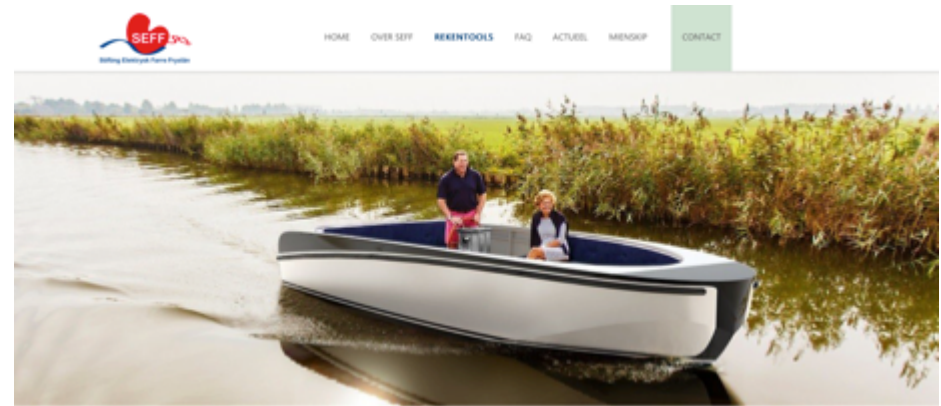 SEFF
Stifting Elektrysk Farre Fryslân
HOME OVER SEFF REKENTOOLS FAQ ACTUEEL MIENSKIP CONTACT